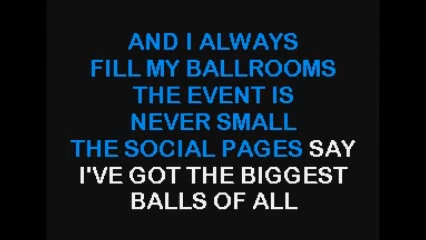 AND I ALWAYS
FILL MY BALLROOMS
THE EVENT IS
NEVER SMALL
THE SOCIAL PAGES SAY
I'VE GOT THE BIGGEST
BALLS OF ALL